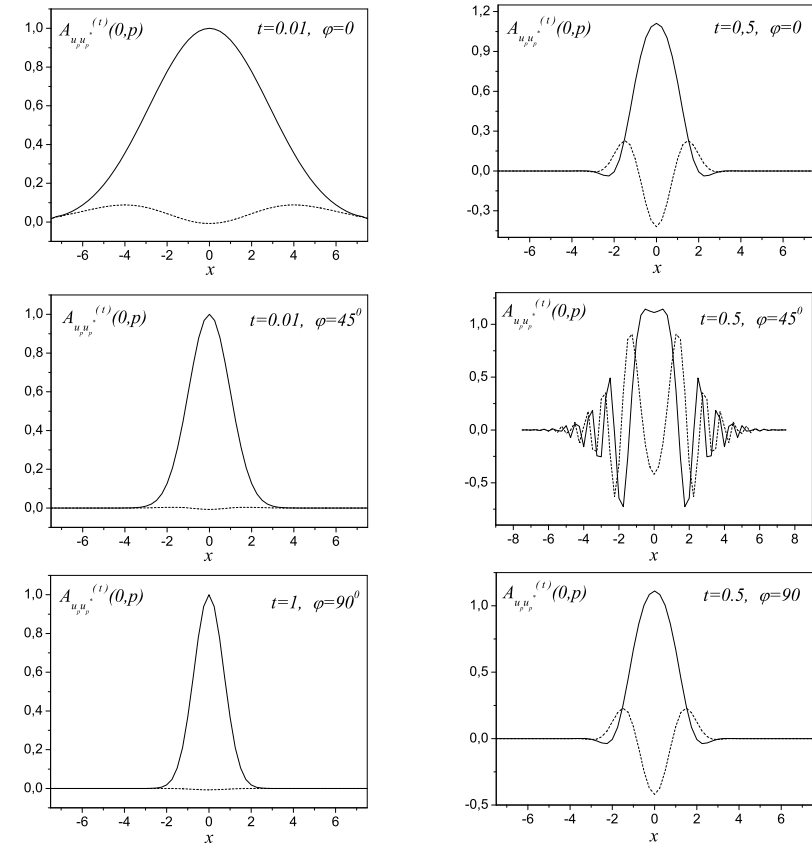 A_{u_p u_p^*}^{(t)}(0,p) t=0.01, φ=0
1,0
0,8
0,6
0,4
0,2
0,0
-6 -4 -2 0 2 4 6
x
A_{u_p u_p^*}^{(t)}(0,p) t=0,5, φ=0
1,2
0,9
0,6
0,3
0,0
-0,3
-6 -4 -2 0 2 4 6
x
A_{u_p u_p^*}^{(t)}(0,p) t=0.01, φ=45⁰
1,0
0,8
0,6
0,4
0,2
0,0
-6 -4 -2 0 2 4 6
x
A_{u_p u_p^*}^{(t)}(0,p) t=0.5, φ=45⁰
1,0
0,5
0,0
-0,5
-8 -6 -4 -2 0 2 4 6 8
x
A_{u_p u_p^*}^{(t)}(0,p) t=1, φ=90⁰
1,0
0,8
0,6
0,4
0,2
0,0
-6 -4 -2 0 2 4 6
x
A_{u_p u_p^*}^{(t)}(0,p) t=0.5, φ=90
1,0
0,5
0,0
-0,5
-6 -4 -2 0 2 4 6
x